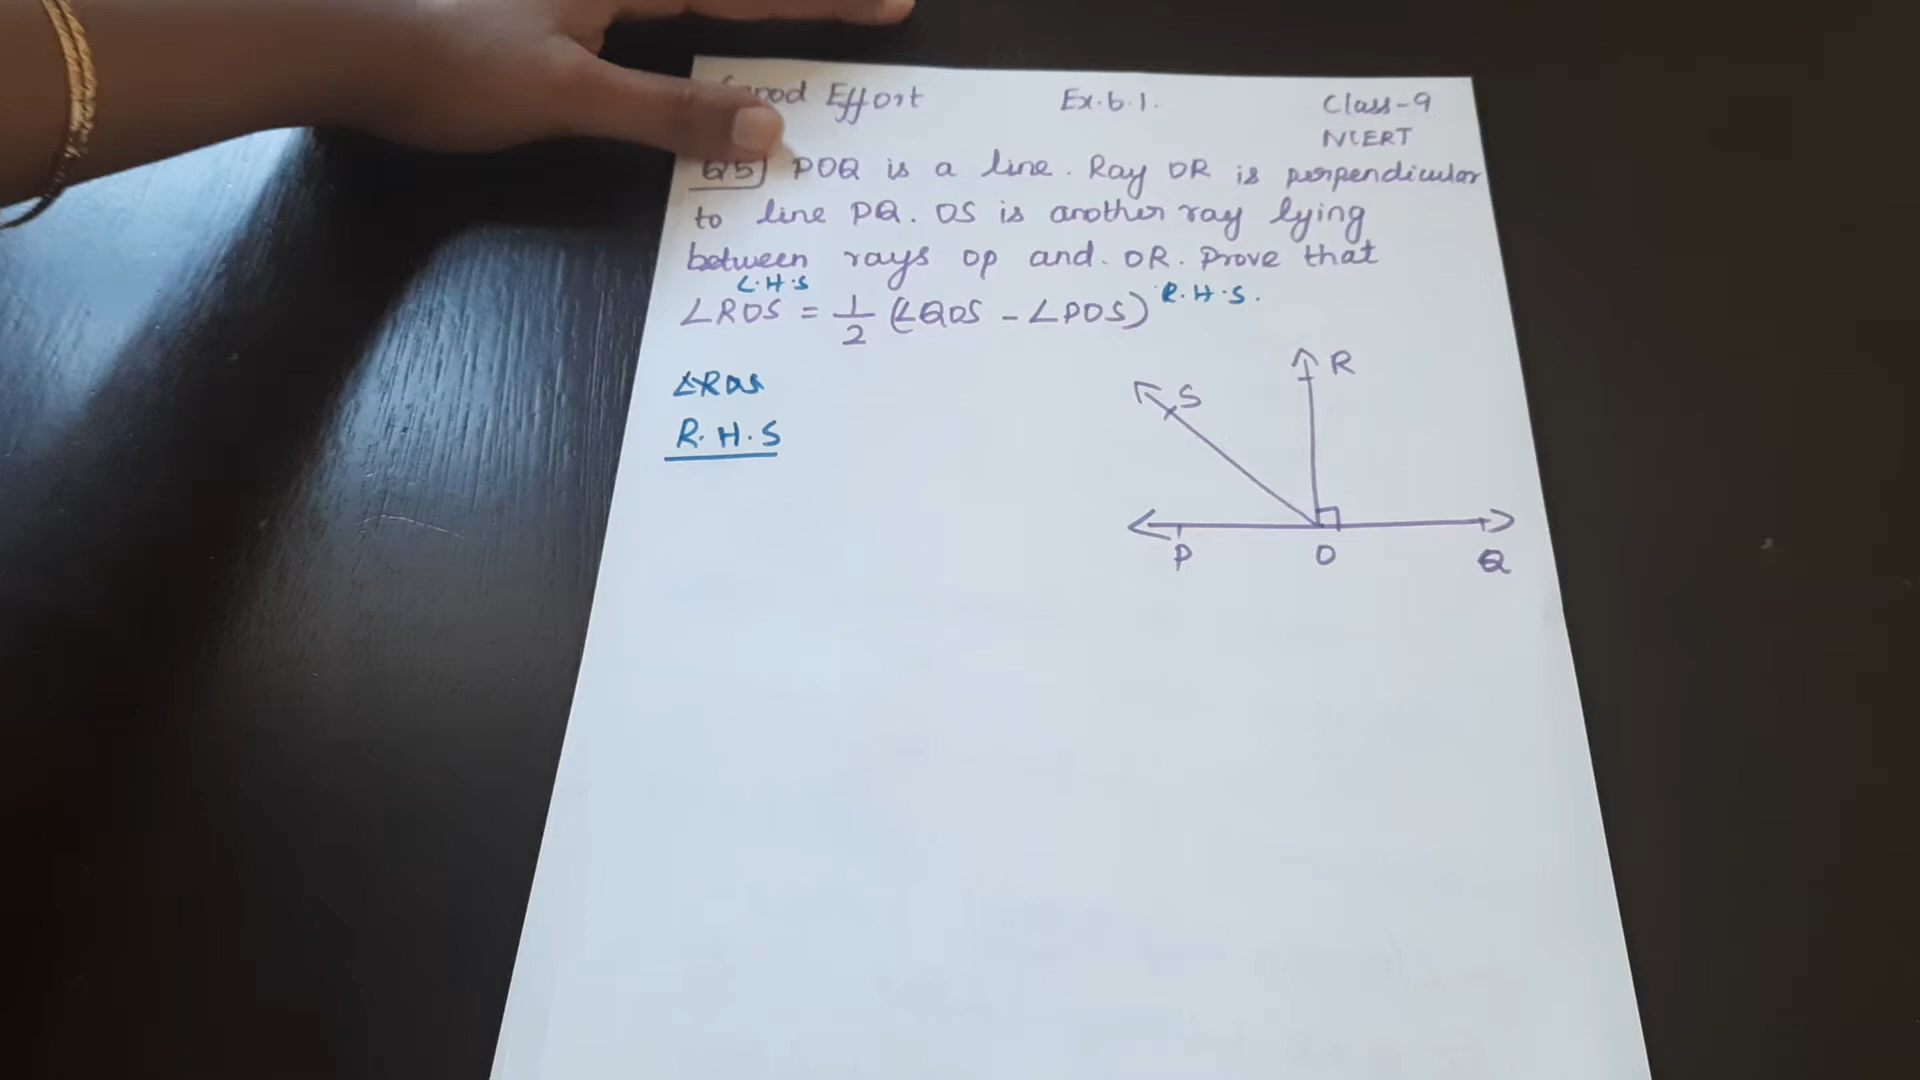 Good Effort Ex.6.1. Class-9
NCERT
Q5) POQ is a line. Ray OR is perpendicular
to line PQ. OS is another ray lying
between rays op and OR. Prove that
L.H.S
∠ROS = 1/2 (∠QOS - ∠POS) R.H.S.
R
S
R.H.S
P O Q